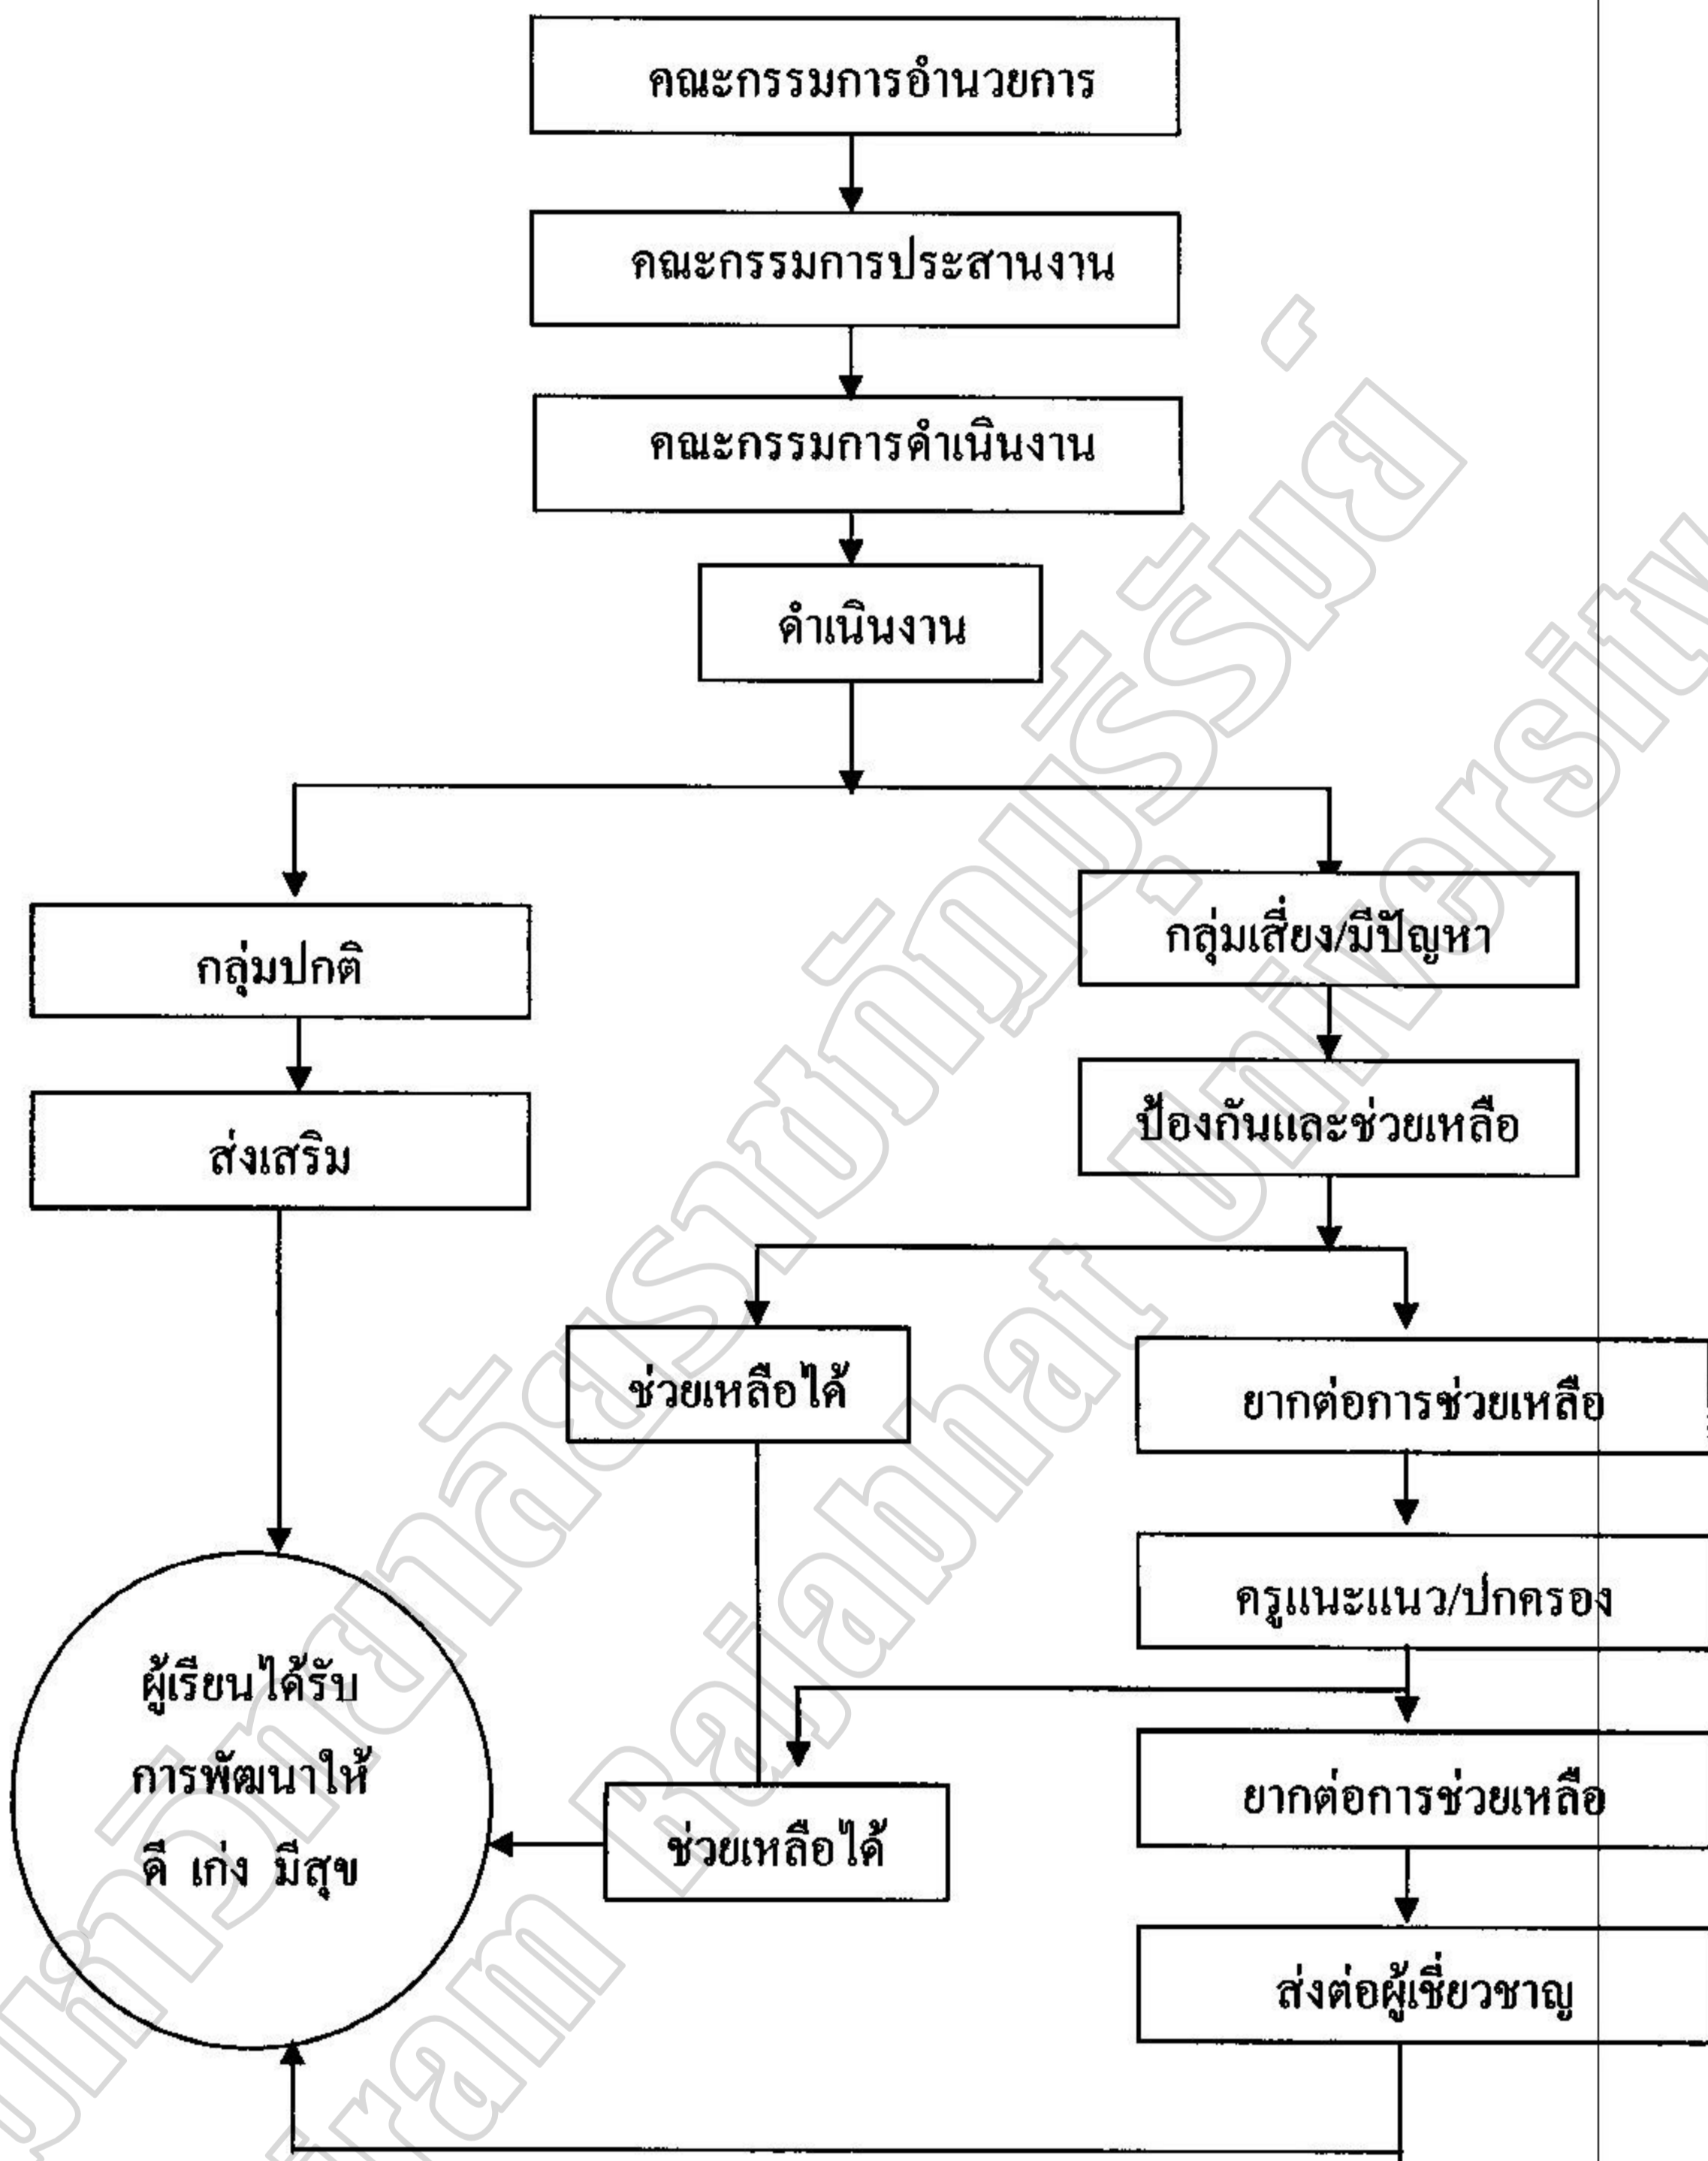 คณะกรรมการอำนวยการ
คณะกรรมการประสานงาน
คณะกรรมการดำเนินงาน
ดำเนินงาน
กลุ่มปกติ
กลุ่มเสี่ยง/มีปัญหา
ส่งเสริม
ป้องกันและช่วยเหลือ
ช่วยเหลือได้
ยากต่อการช่วยเหลือ
ครูแนะแนว/ปกครอง
ผู้เรียนได้รับ
การพัฒนาให้
ดี เก่ง มีสุข
ช่วยเหลือได้
ยากต่อการช่วยเหลือ
ส่งต่อผู้เชี่ยวชาญ
Rajabhat University